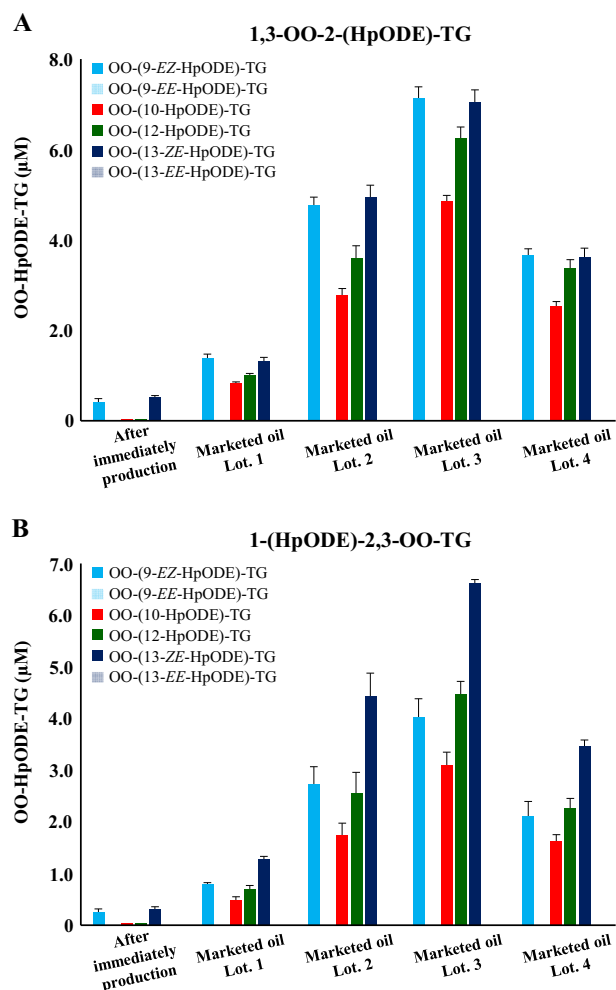 A
1,3-OO-2-(HpODE)-TG
8.0
6.0
4.0
2.0
0
OO-HpODE-TG (μM)
OO-(9-EZ-HpODE)-TG
OO-(9-EE-HpODE)-TG
OO-(10-HpODE)-TG
OO-(12-HpODE)-TG
OO-(13-ZE-HpODE)-TG
OO-(13-EE-HpODE)-TG
After
immediately
production
Marketed oil
Lot. 1
Marketed oil
Lot. 2
Marketed oil
Lot. 3
Marketed oil
Lot. 4
B
1-(HpODE)-2,3-OO-TG
7.0
6.0
5.0
4.0
3.0
2.0
1.0
0
OO-HpODE-TG (μM)
OO-(9-EZ-HpODE)-TG
OO-(9-EE-HpODE)-TG
OO-(10-HpODE)-TG
OO-(12-HpODE)-TG
OO-(13-ZE-HpODE)-TG
OO-(13-EE-HpODE)-TG
After
immediately
production
Marketed oil
Lot. 1
Marketed oil
Lot. 2
Marketed oil
Lot. 3
Marketed oil
Lot. 4